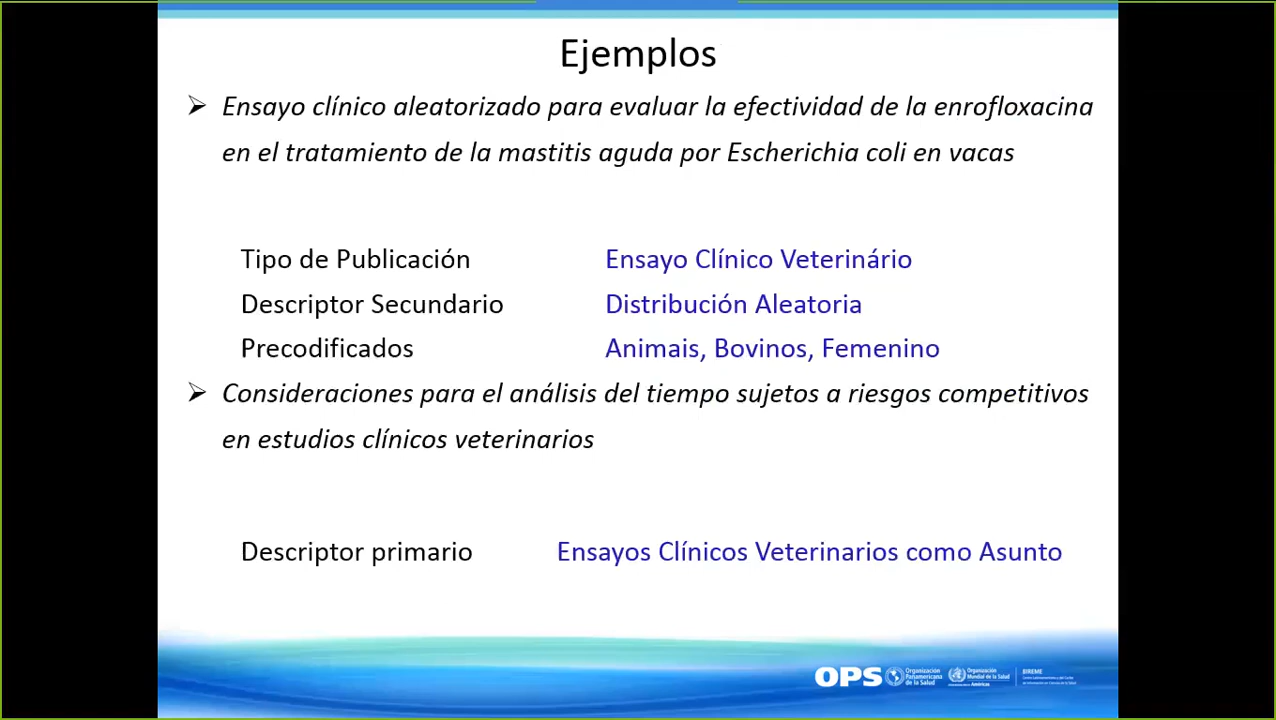 Ejemplos
Ensayo clínico aleatorizado para evaluar la efectividad de la enrofloxacina
en el tratamiento de la mastitis aguda por Escherichia coli en vacas
Tipo de Publicación Ensayo Clínico Veterinário
Descriptor Secundario Distribución Aleatoria
Precodificados Animais, Bovinos, Femenino
Consideraciones para el análisis del tiempo sujetos a riesgos competitivos
en estudios clínicos veterinarios
Descriptor primario Ensayos Clínicos Veterinarios como Asunto
OPS
Organización
Panamericana
de la Salud
Organización
Mundial de la Salud
Américas
BIREME